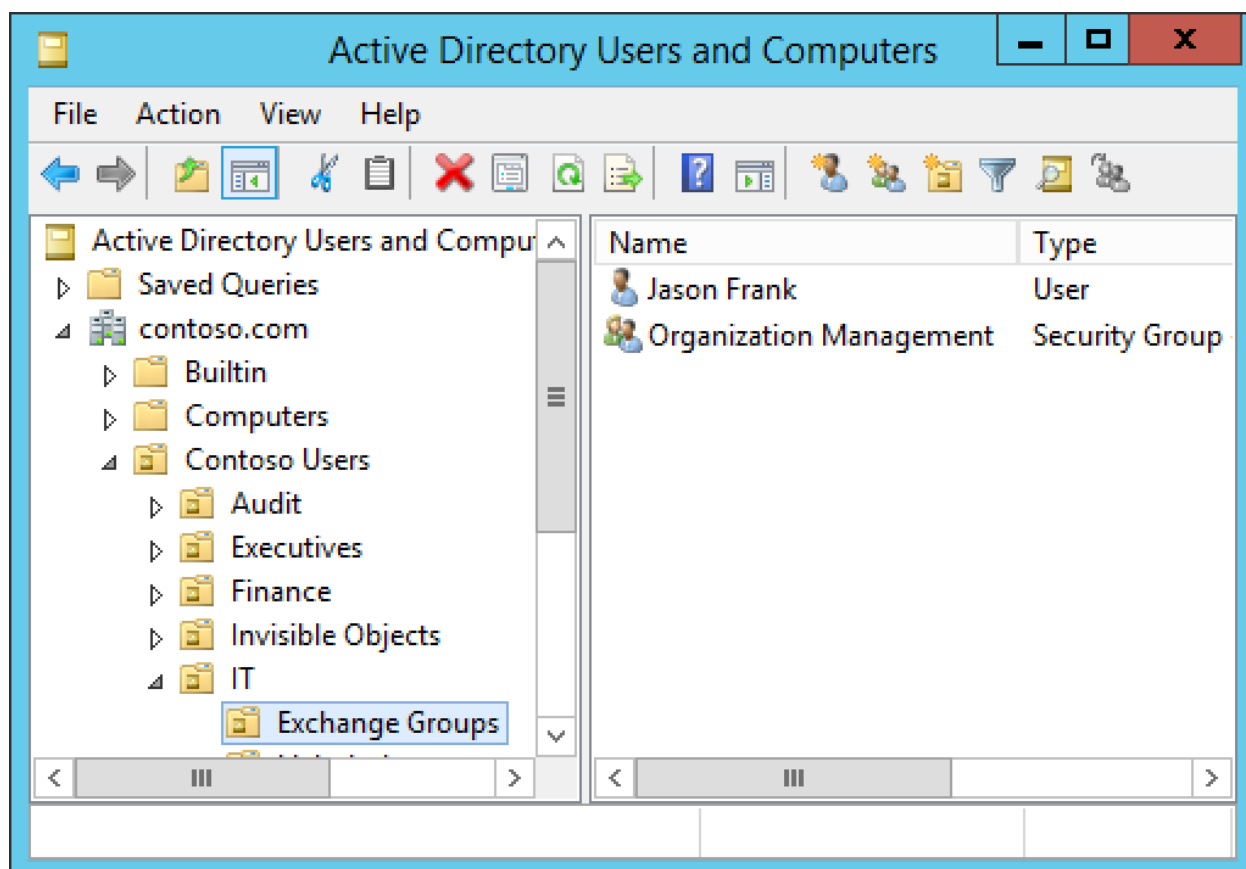 Active Directory Users and Computers
File Action View Help
Active Directory Users and Comput
Name Type
Saved Queries
Jason Frank User
contoso.com
Organization Management Security Group
Builtin
Computers
Contoso Users
Audit
Executives
Finance
Invisible Objects
IT
Exchange Groups